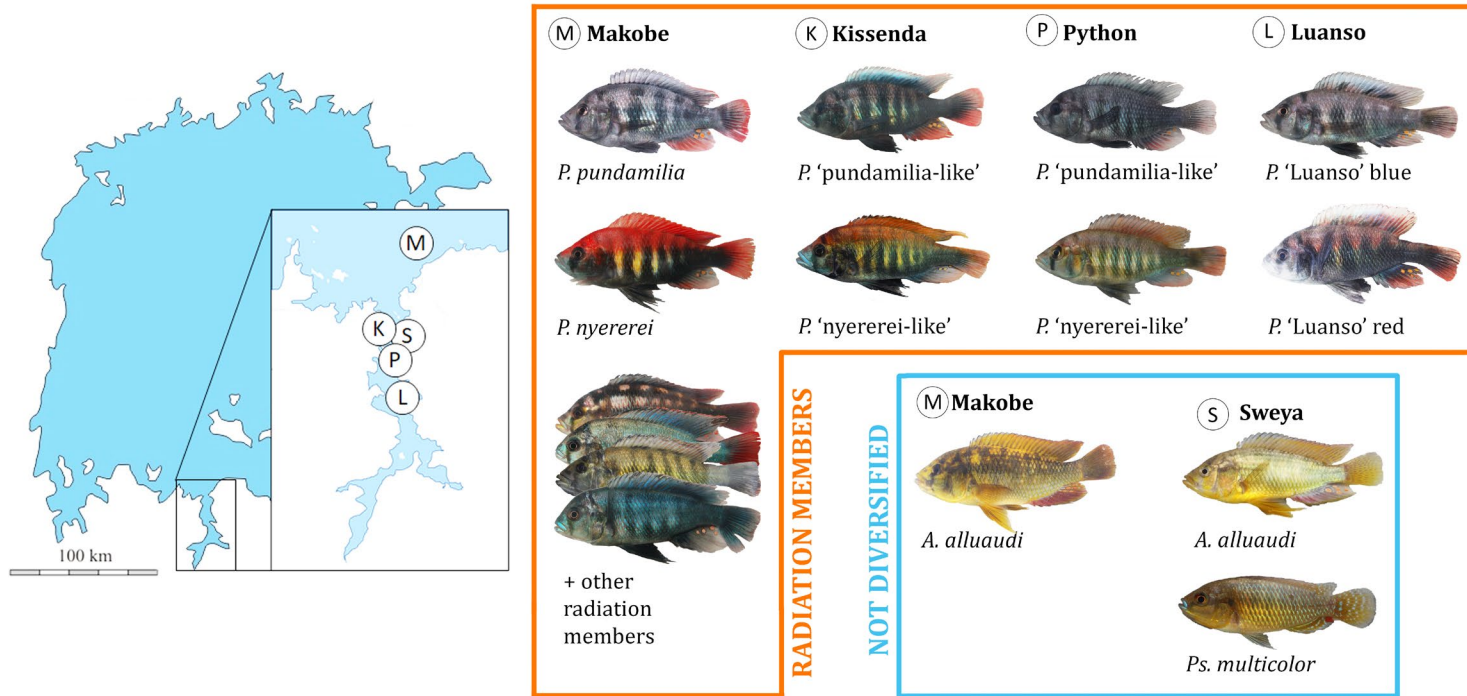 M
K
S
P
L
100 km
M Makobe
K Kissenda
P Python
L Luanso
P. pundamilia
P. ‘pundamilia-like’
P. ‘pundamilia-like’
P. ‘Luanso’ blue
P. nyererei
P. ‘nyererei-like’
P. ‘nyererei-like’
P. ‘Luanso’ red
+ other
radiation
members
RADIATION MEMBERS
NOT DIVERSIFIED
M Makobe
S Sweya
A. alluaudi
A. alluaudi
Ps. multicolor